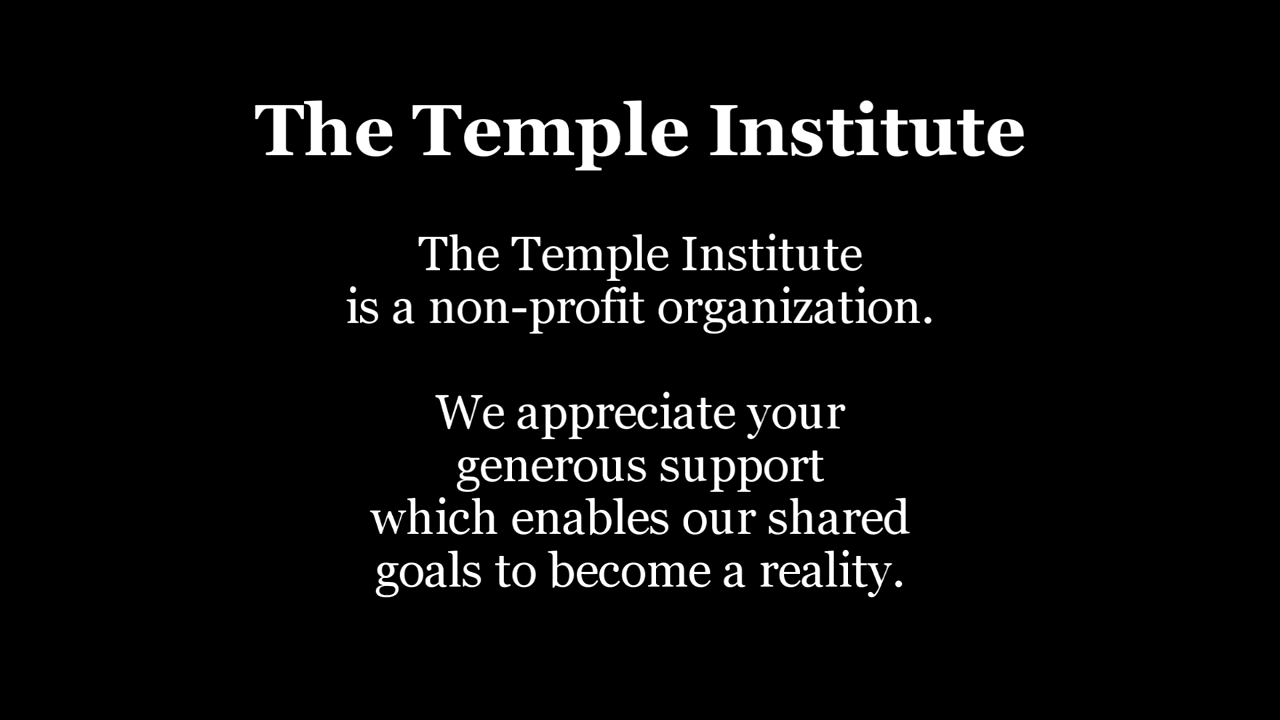 The Temple Institute
The Temple Institute
is a non-profit organization.
We appreciate your
generous support
which enables our shared
goals to become a reality.